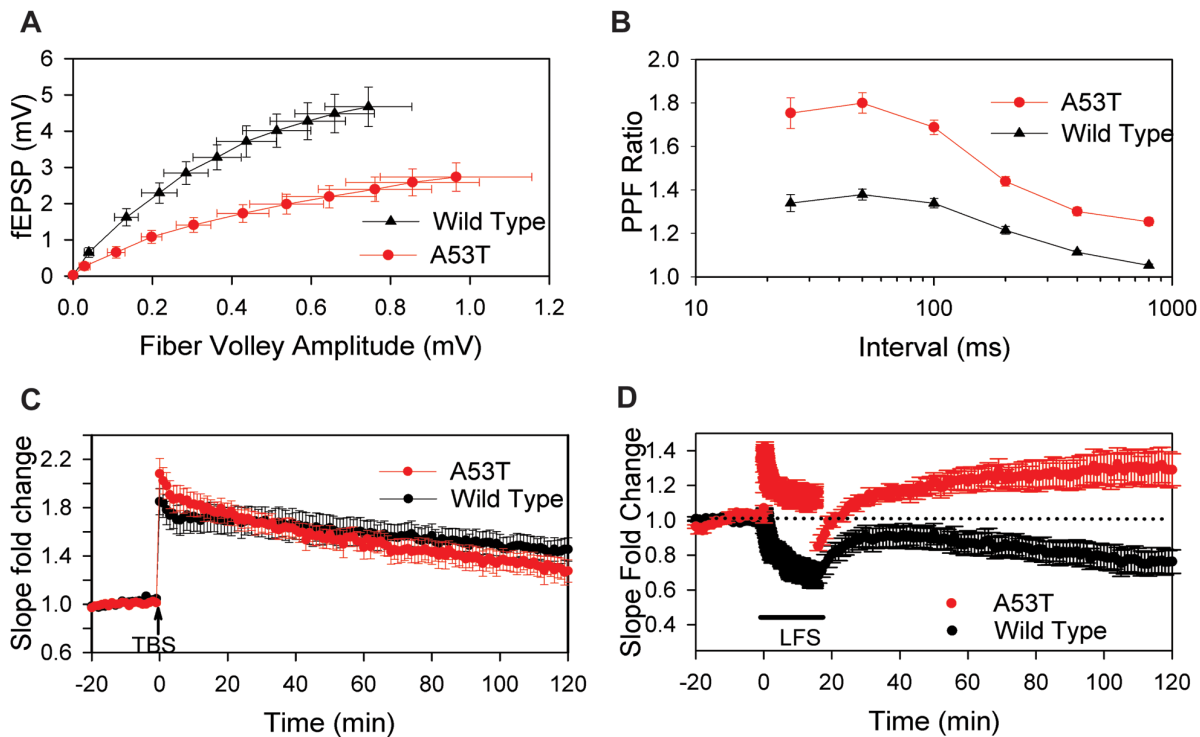 A
fEPSP (mV)
6
5
4
3
2
1
0
Wild Type
A53T
0.0 0.2 0.4 0.6 0.8 1.0 1.2
Fiber Volley Amplitude (mV)
B
PPF Ratio
2.0
1.8
1.6
1.4
1.2
1.0
A53T
Wild Type
10 100 1000
Interval (ms)
C
Slope fold change
2.2
1.8
1.4
1.0
0.6
A53T
Wild Type
TBS
-20 0 20 40 60 80 100 120
Time (min)
D
Slope Fold Change
1.4
1.2
1.0
0.8
0.6
0.4
A53T
Wild Type
LFS
-20 0 20 40 60 80 100 120
Time (min)